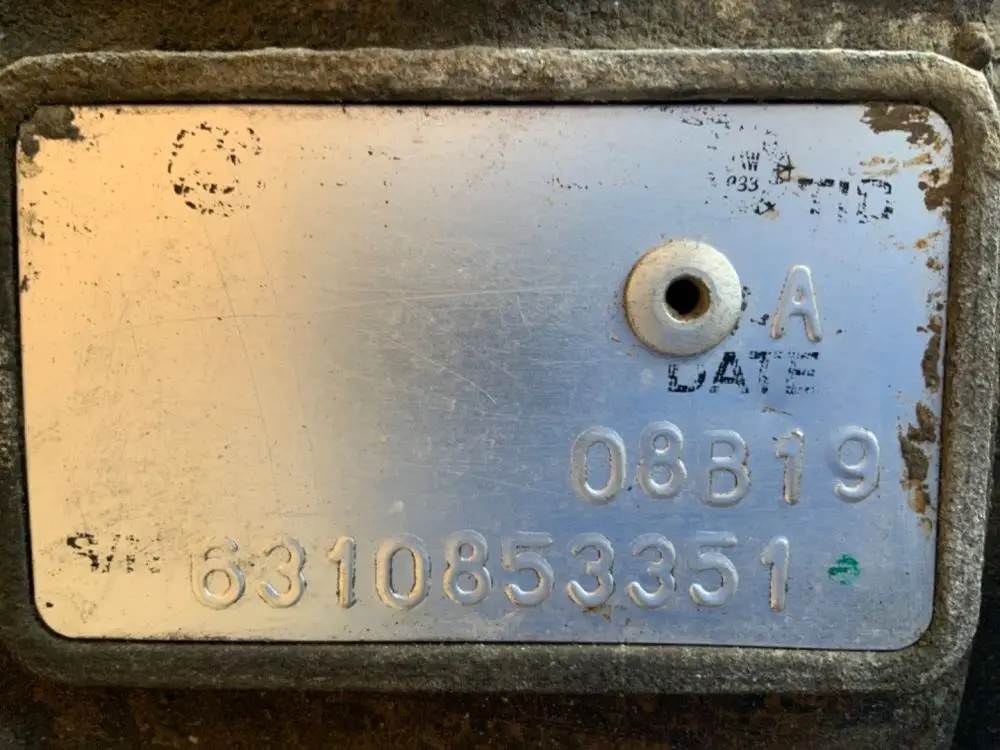 A
DATE
08B19
S/N 6310853351